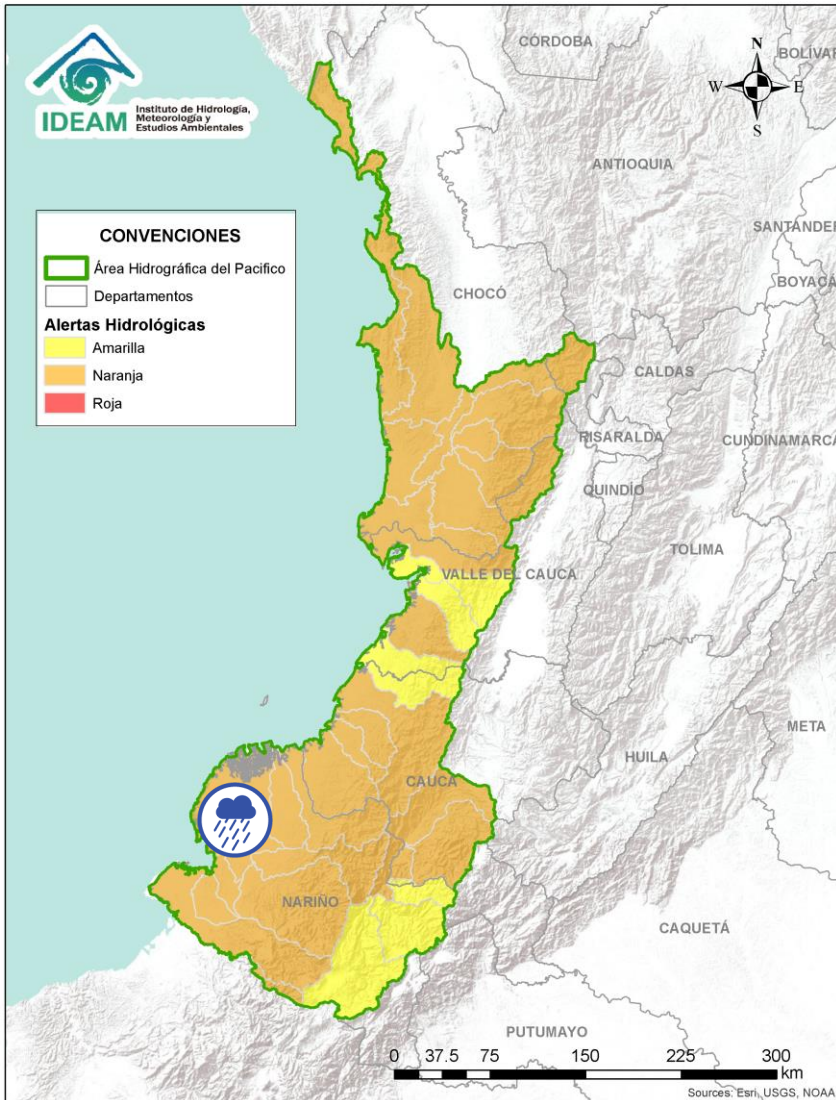 IDEAM
Instituto de Hidrología,
Meteorología y
Estudios Ambientales
CÓRDOBA
BOLÍVAR
N
W
E
S
ANTIOQUIA
SANTANDER
BOYACÁ
CONVENCIONES
Área Hidrográfica del Pacifico
Departamentos
Alertas Hidrológicas
Amarilla
Naranja
Roja
CHOCÓ
CALDAS
RISARALDA
CUNDINAMARCA
QUINDÍO
TOLIMA
VALLE DEL CAUCA
META
HUILA
CAUCA
NARIÑO
CAQUETÁ
PUTUMAYO
0 37.5 75 150 225 300
km
Sources: Esri, USGS, NOAA